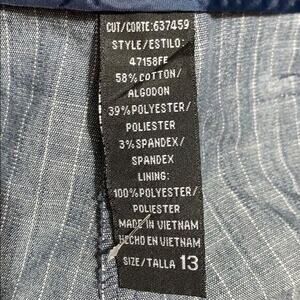 CUT/CORTE:637459
STYLE/ESTILO:
47158FE
58%COTTON/
ALGODON
39%POLYESTER/
POLIESTER
3%SPANDEX/
SPANDEX
LINING:
100%POLYESTER/
POLIESTER
MADE IN VIETNAM
HECHO EN VIETNAM
SIZE/TALLA 13